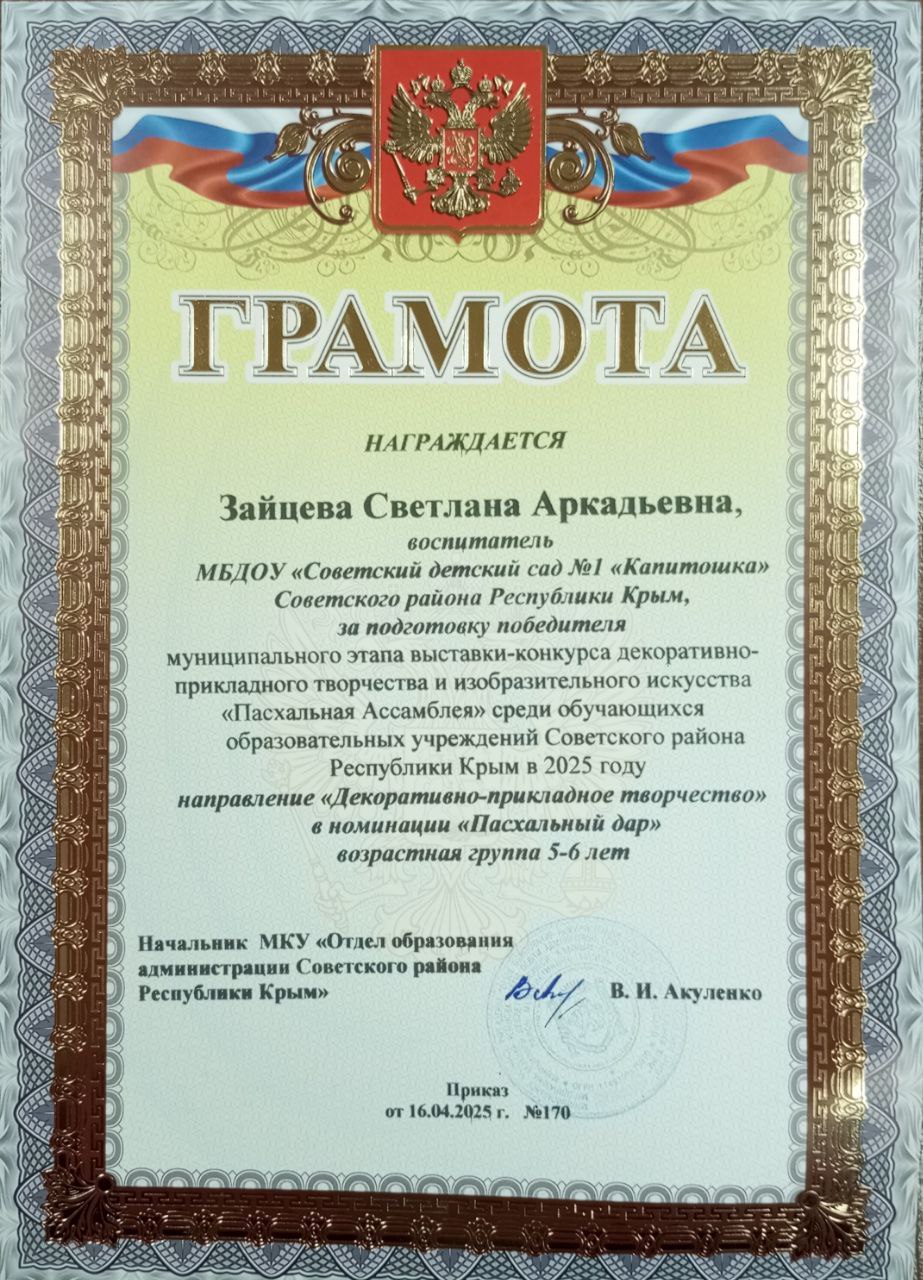 ГРАМОТА
НАГРАЖДАЕТСЯ
Зайцева Светлана Аркадьевна,
воспитатель
МБДОУ «Советский детский сад №1 «Капитошка»
Советского района Республики Крым,
за подготовку победителя
муниципального этапа выставки-конкурса декоративно-
прикладного творчества и изобразительного искусства
«Пасхальная Ассамблея» среди обучающихся
образовательных учреждений Советского района
Республики Крым в 2025 году
направление «Декоративно-прикладное творчество»
в номинации «Пасхальный дар»
возрастная группа 5-6 лет
Начальник МКУ «Отдел образования
администрации Советского района
Республики Крым»
В. И. Акуленко
Приказ
от 16.04.2025 г. №170